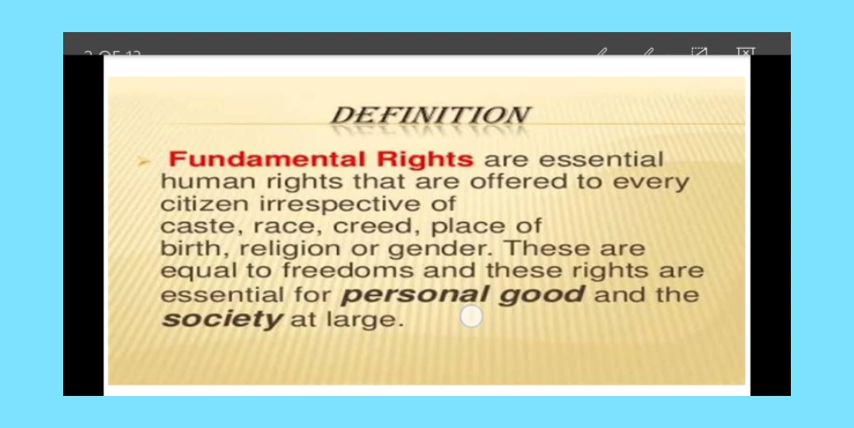 DEFINITION
Fundamental Rights are essential
human rights that are offered to every
citizen irrespective of
caste, race, creed, place of
birth, religion or gender. These are
equal to freedoms and these rights are
essential for personal good and the
society at large.